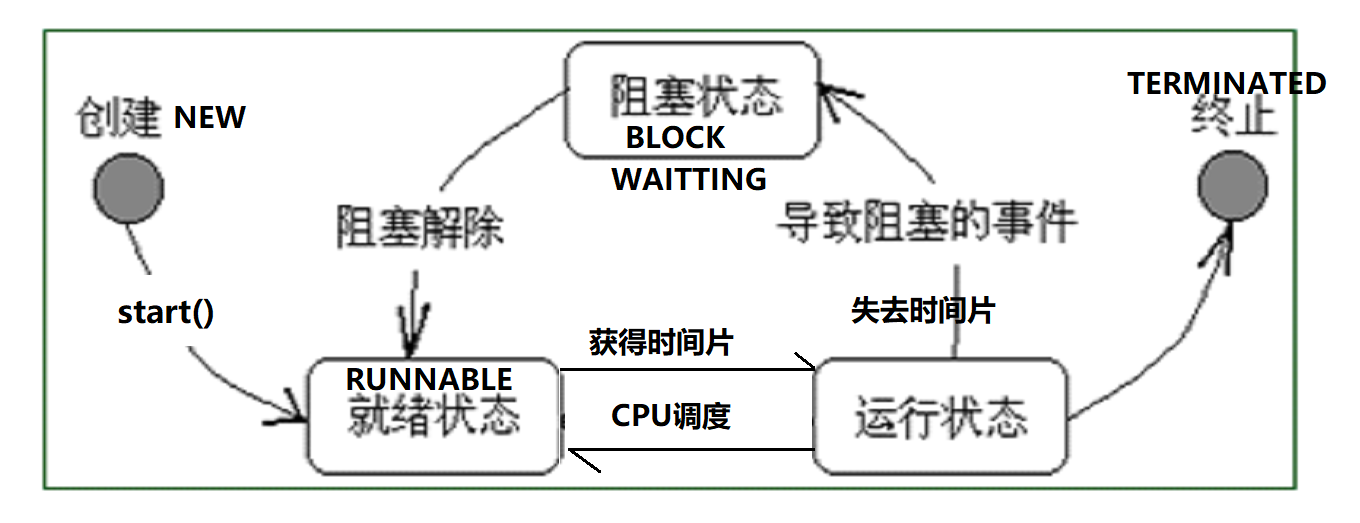 创建 NEW
阻塞状态
BLOCK
WAITTING
TERMINATED
终止
阻塞解除
导致阻塞的事件
start()
获得时间片
失去时间片
RUNNABLE
就绪状态
CPU调度
运行状态